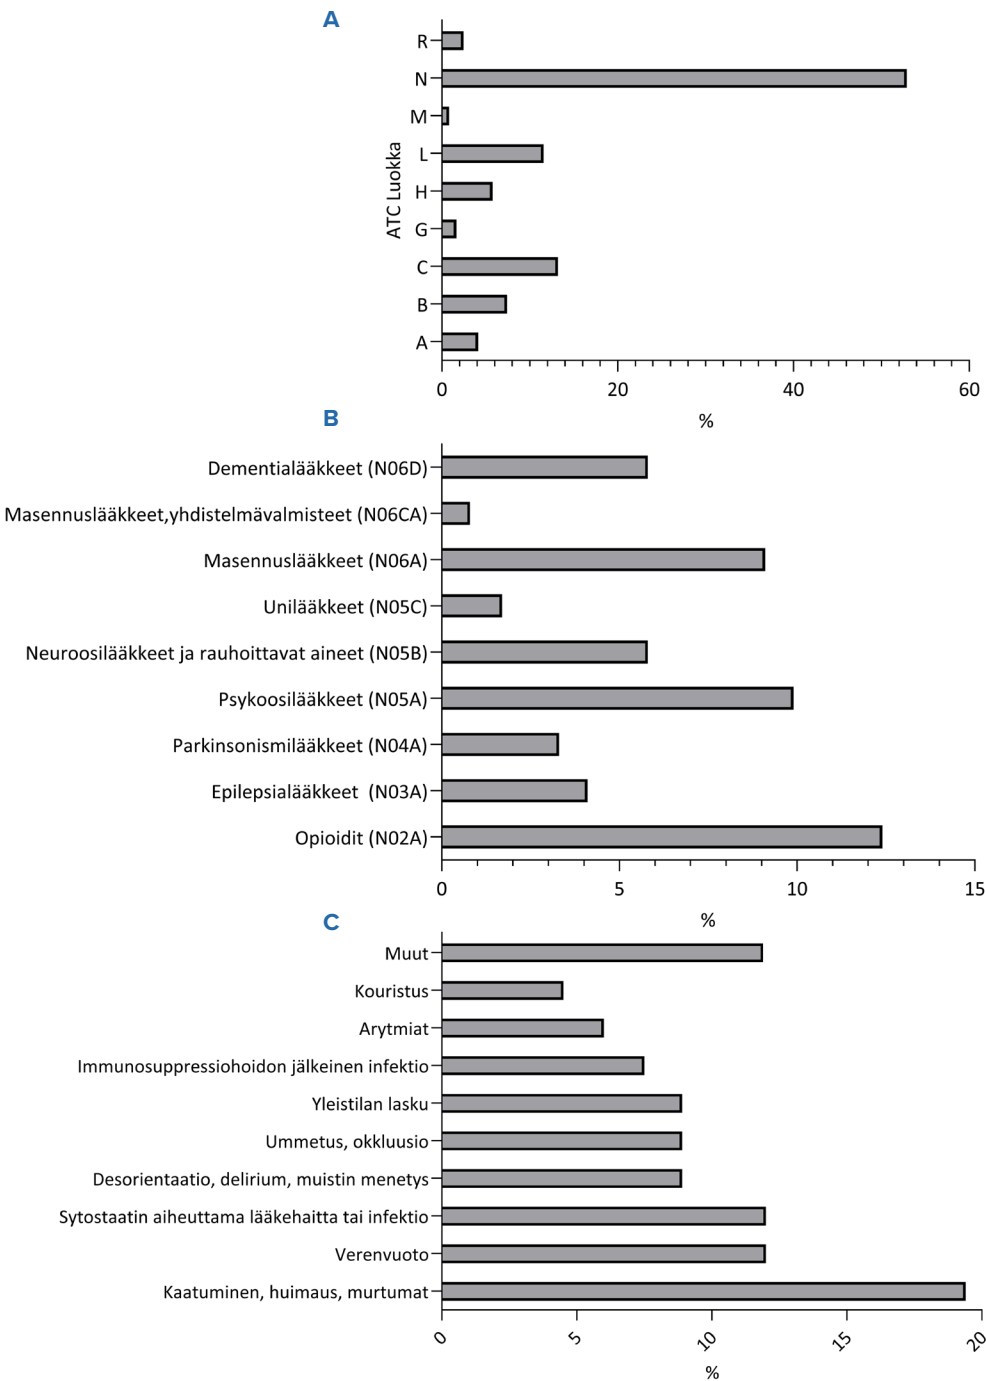 A
R
N
M
L
H
G
C
B
A
ATC Luokka
0 20 40 60
%
B
Dementialääkkeet (N06D)
Masennuslääkkeet,yhdistelmävalmisteet (N06CA)
Masennuslääkkeet (N06A)
Unilääkkeet (N05C)
Neuroosilääkkeet ja rauhoittavat aineet (N05B)
Psykoosilääkkeet (N05A)
Parkinsonismilääkkeet (N04A)
Epilepsialääkkeet (N03A)
Opioidit (N02A)
0 5 10 15
%
C
Muut
Kouristus
Arytmiat
Immunosuppressiohoidon jälkeinen infektio
Yleistilan lasku
Ummetus, okkluusio
Desorientaatio, delirium, muistin menetys
Sytostaatin aiheuttama lääkehaitta tai infektio
Verenvuoto
Kaatuminen, huimaus, murtumat
0 5 10 15 20
%